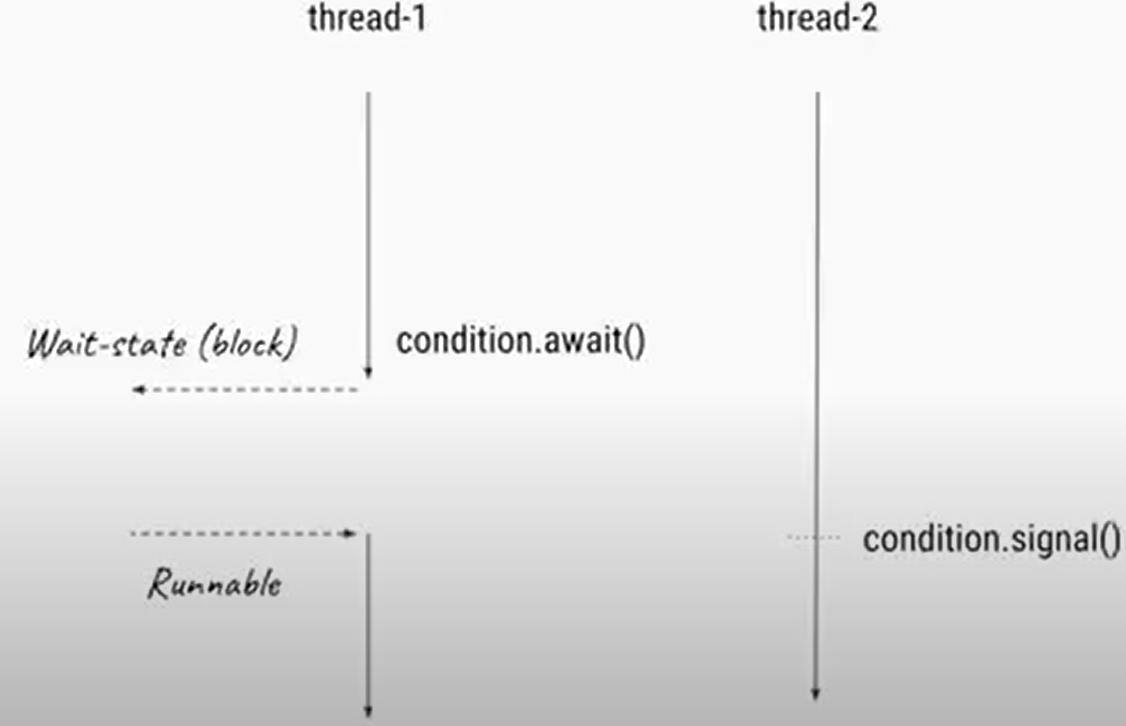 thread-1
thread-2
Wait-state (block)
condition.await()
condition.signal()
Runnable